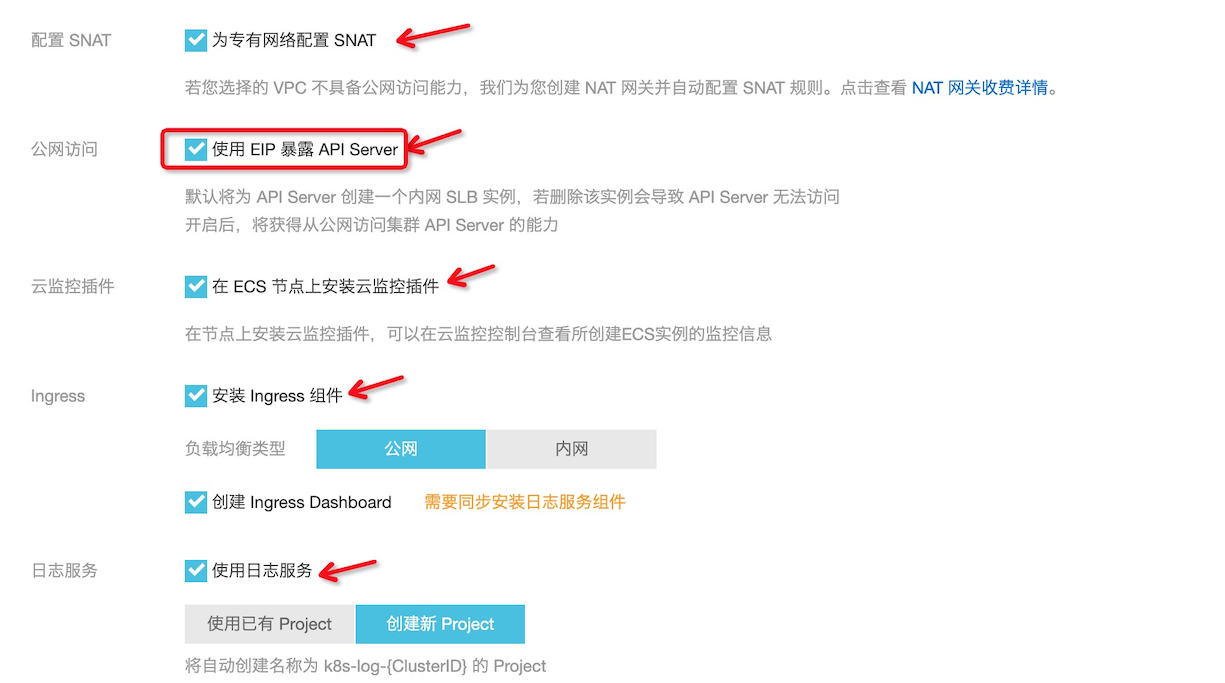 配置 SNAT
为专有网络配置 SNAT
若您选择的 VPC 不具备公网访问能力，我们为您创建 NAT 网关并自动配置 SNAT 规则。点击查看 NAT 网关收费详情。
公网访问
使用 EIP 暴露 API Server
默认将为 API Server 创建一个内网 SLB 实例，若删除该实例会导致 API Server 无法访问
开启后，将获得从公网访问集群 API Server 的能力
云监控插件
在 ECS 节点上安装云监控插件
在节点上安装云监控插件，可以在云监控控制台查看所创建ECS实例的监控信息
Ingress
安装 Ingress 组件
负载均衡类型
公网
内网
创建 Ingress Dashboard
需要同步安装日志服务组件
日志服务
使用日志服务
使用已有 Project
创建新 Project
将自动创建名称为 k8s-log-{ClusterID} 的 Project